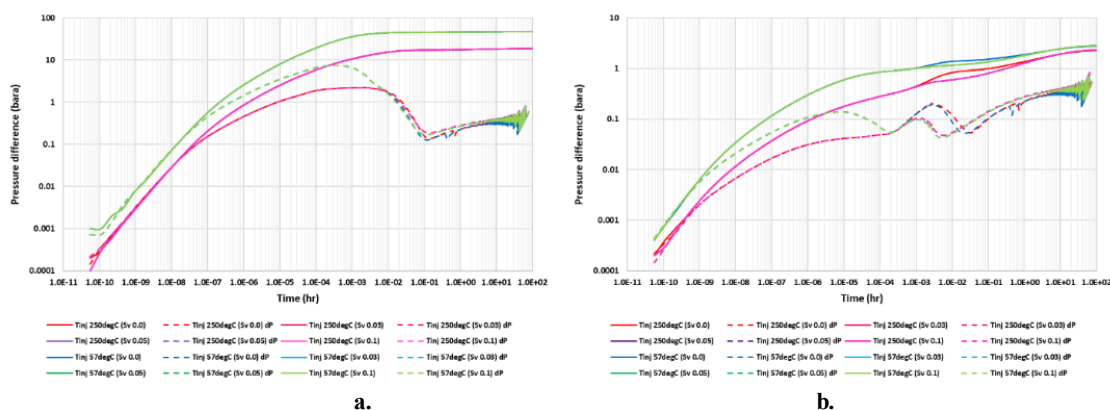 100
10
1
0.1
0.01
0.001
0.0001
Pressure difference (bara)
1.0E-11 1.0E-10 1.0E-09 1.0E-08 1.0E-07 1.0E-06 1.0E-05 1.0E-04 1.0E-03 1.0E-02 1.0E-01 1.0E+00 1.0E+01 1.0E+02
Time (hr)
Tinj 250degC (Sv 0.0) Tinj 250degC (Sv 0.0) dP Tinj 250degC (Sv 0.03) Tinj 250degC (Sv 0.03) dP
Tinj 250degC (Sv 0.05) Tinj 250degC (Sv 0.05) dP Tinj 250degC (Sv 0.1) Tinj 250degC (Sv 0.1) dP
Tinj 57degC (Sv 0.0) Tinj 57degC (Sv 0.0) dP Tinj 57degC (Sv 0.03) Tinj 57degC (Sv 0.03) dP
Tinj 57degC (Sv 0.05) Tinj 57degC (Sv 0.05) dP Tinj 57degC (Sv 0.1) Tinj 57degC (Sv 0.1) dP
a.
10
1
0.1
0.01
0.001
0.0001
Pressure difference (bara)
1.0E-11 1.0E-10 1.0E-09 1.0E-08 1.0E-07 1.0E-06 1.0E-05 1.0E-04 1.0E-03 1.0E-02 1.0E-01 1.0E+00 1.0E+01 1.0E+02
Time (hr)
Tinj 250degC (Sv 0.0) Tinj 250degC (Sv 0.0) dP Tinj 250degC (Sv 0.03) Tinj 250degC (Sv 0.03) dP
Tinj 250degC (Sv 0.05) Tinj 250degC (Sv 0.05) dP Tinj 250degC (Sv 0.1) Tinj 250degC (Sv 0.1) dP
Tinj 57degC (Sv 0.0) Tinj 57degC (Sv 0.0) dP Tinj 57degC (Sv 0.03) Tinj 57degC (Sv 0.03) dP
Tinj 57degC (Sv 0.05) Tinj 57degC (Sv 0.05) dP Tinj 57degC (Sv 0.1) Tinj 57degC (Sv 0.1) dP
b.